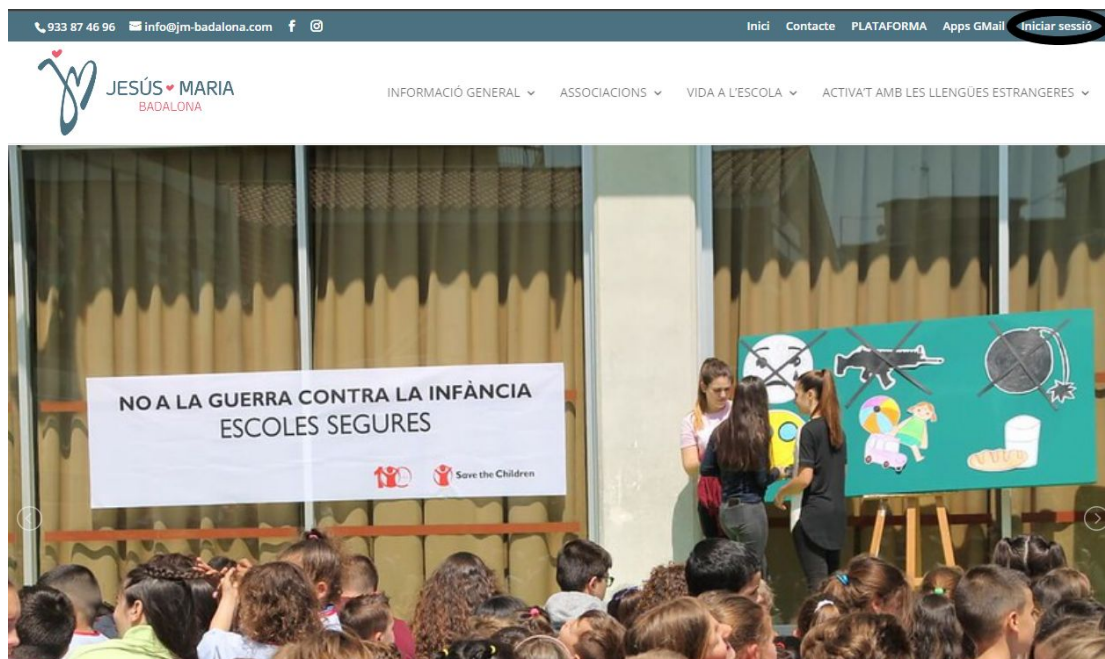 933 87 46 96 info@jm-badalona.com f
Inici Contacte PLATAFORMA Apps GMail Iniciar sessió
JESÚS MARIA
BADALONA
INFORMACIÓ GENERAL ASSOCIACIONS VIDA A L'ESCOLA ACTIVA'T AMB LES LLENGÜES ESTRANGERES
NO A LA GUERRA CONTRA LA INFÀNCIA
ESCOLES SEGURES
100 Save the Children